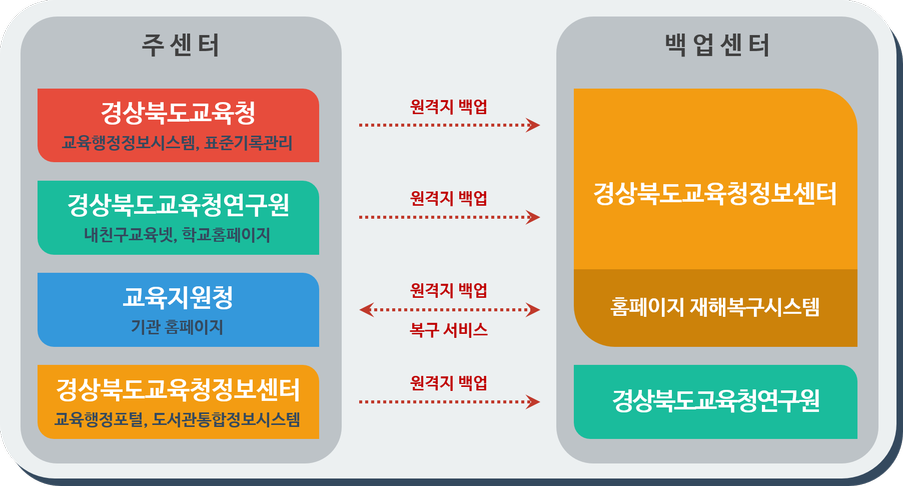 주센터
경상북도교육청
교육행정정보시스템, 표준기록관리
경상북도교육청연구원
내친구교육넷, 학교홈페이지
교육지원청
기관 홈페이지
경상북도교육청정보센터
교육행정포털, 도서관통합정보시스템
원격지 백업
원격지 백업
원격지 백업
복구 서비스
원격지 백업
백업센터
경상북도교육청정보센터
홈페이지 재해복구시스템
경상북도교육청연구원